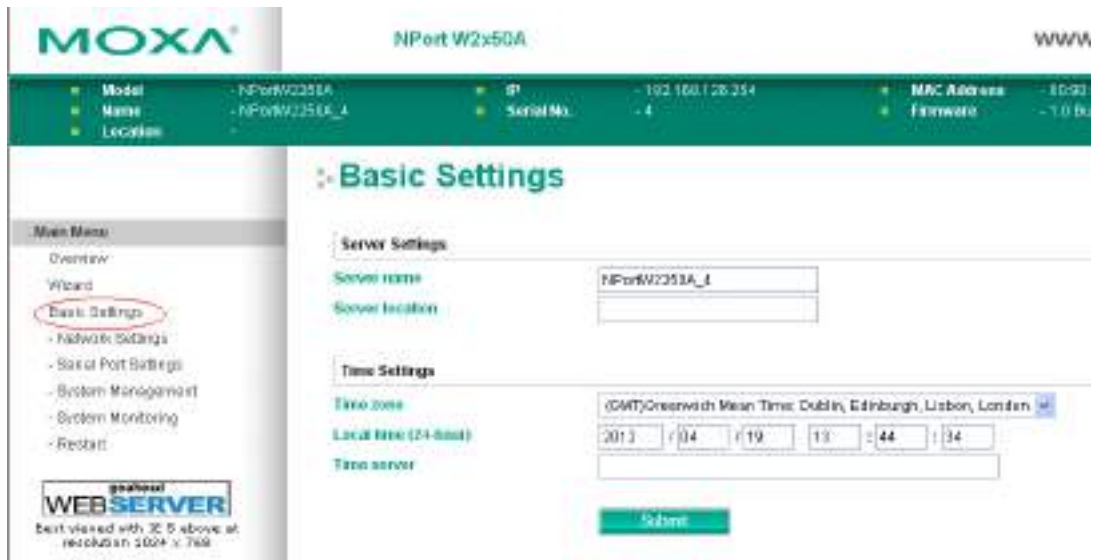 MOXA
NPort W2x50A
www
Model - NPortW2250A
Name - NPortW2250A_4
Location -
IP - 192.168.126.254
Serial No. - 4
MAC Address
Firmware - 1.0
Basic Settings
Main Menu
Overview
Wizard
Basic Settings
- Network Settings
- Serial Port Settings
- System Management
- System Monitoring
- Restart
goahead
WEBSERVER
Best viewed with IE 5 above at
resolution 1024 x 768
Server Settings
Server name NPortW2250A_4
Server location
Time Settings
Time zone (GMT)Greenwich Mean Time: Dublin, Edinburgh, Lisbon, London
Local time (24-hour) 2013 / 04 / 19 13 : 44 : 34
Time server
Submit